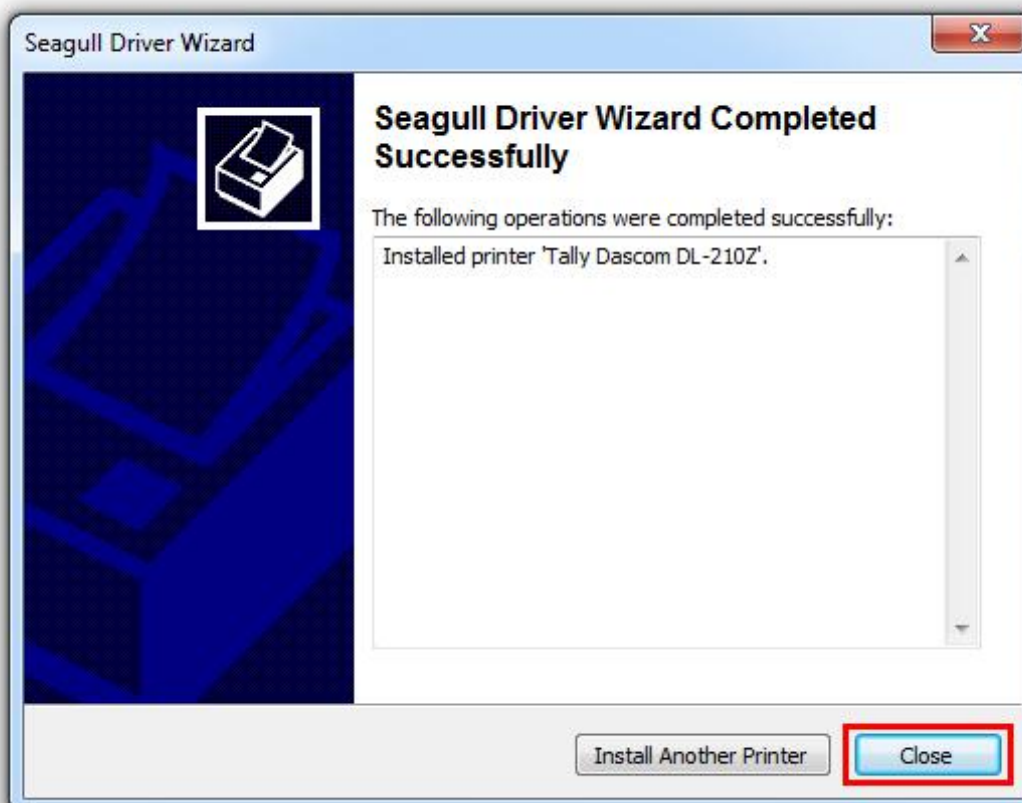 Seagull Driver Wizard
Seagull Driver Wizard Completed
Successfully
The following operations were completed successfully:
Installed printer 'Tally Dascom DL-210Z'.
Install Another Printer
Close